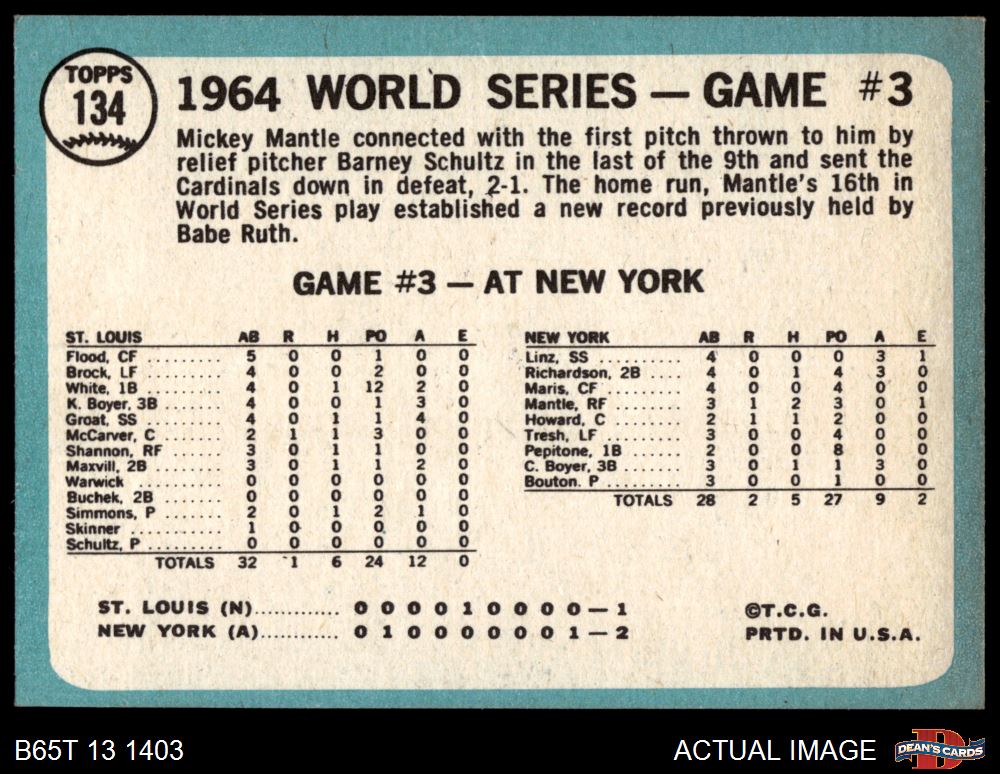 TOPPS
134
1964 WORLD SERIES — GAME #3
Mickey Mantle connected with the first pitch thrown to him by
relief pitcher Barney Schultz in the last of the 9th and sent the
Cardinals down in defeat, 2-1. The home run, Mantle's 16th in
World Series play established a new record previously held by
Babe Ruth.
GAME #3 — AT NEW YORK
ST. LOUIS AB R H PO A E
Flood, CF ......... 5 0 0 1 0 0
Brock, LF ......... 4 0 0 2 0 0
White, 1B ......... 4 0 1 12 2 0
K. Boyer, 3B ....... 4 0 0 1 3 0
Groat, SS ......... 4 0 1 1 4 0
McCarver, C ....... 2 1 1 3 0 0
Shannon, RF ....... 3 0 1 1 0 0
Maxvill, 2B ........ 3 0 1 1 2 0
Warwick .......... 0 0 0 0 0 0
Buchek, 2B ........ 0 0 0 0 0 0
Simmons, P ....... 2 0 1 2 1 0
Skinner .......... 1 0 0 0 0 0
Schultz, P ......... 0 0 0 0 0 0
TOTALS 32 1 6 24 12 0
NEW YORK AB R H PO A E
Linz, SS .......... 4 0 0 0 3 1
Richardson, 2B .... 4 0 1 4 3 0
Maris, CF ......... 4 0 0 4 0 0
Mantle, RF ........ 3 1 2 3 0 1
Howard, C ........ 2 1 1 2 0 0
Tresh, LF ......... 3 0 0 4 0 0
Pepitone, 1B ...... 2 0 0 8 0 0
C. Boyer, 3B ....... 3 0 1 1 3 0
Bouton. P ......... 3 0 0 1 0 0
TOTALS 28 2 5 27 9 2
ST. LOUIS (N)............ 0 0 0 0 1 0 0 0 0 — 1
NEW YORK (A)........... 0 1 0 0 0 0 0 0 1 — 2
©T.C.G.
PRTD. IN U.S.A.
B65T 13 1403
ACTUAL IMAGE
D
DEAN'S CARDS